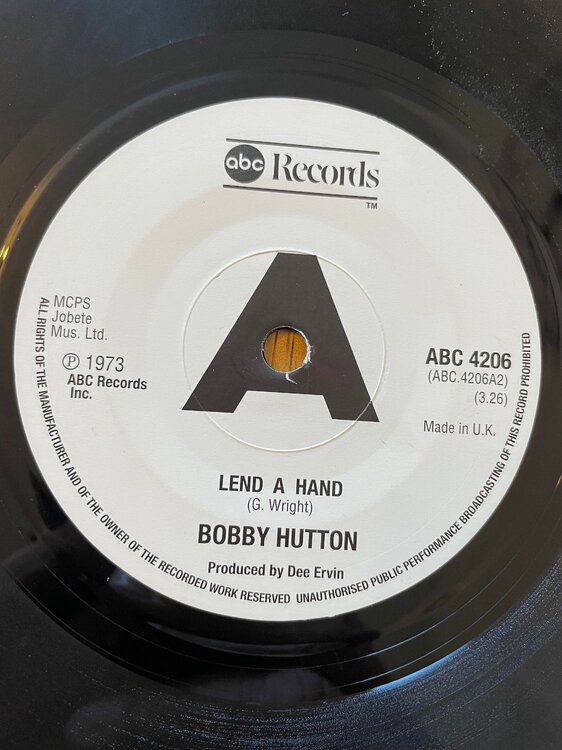 abc Records
TM
A
MCPS
Jobete
Mus. Ltd.
℗ 1973
ABC Records
Inc.
ABC 4206
(ABC.4206A2)
(3.26)
Made in U.K.
LEND A HAND
(G. Wright)
BOBBY HUTTON
Produced by Dee Ervin
ALL RIGHTS OF THE MANUFACTURER AND OF THE OWNER OF THE RECORDED WORK RESERVED UNAUTHORISED PUBLIC PERFORMANCE BROADCASTING OF THIS RECORD PROHIBITED